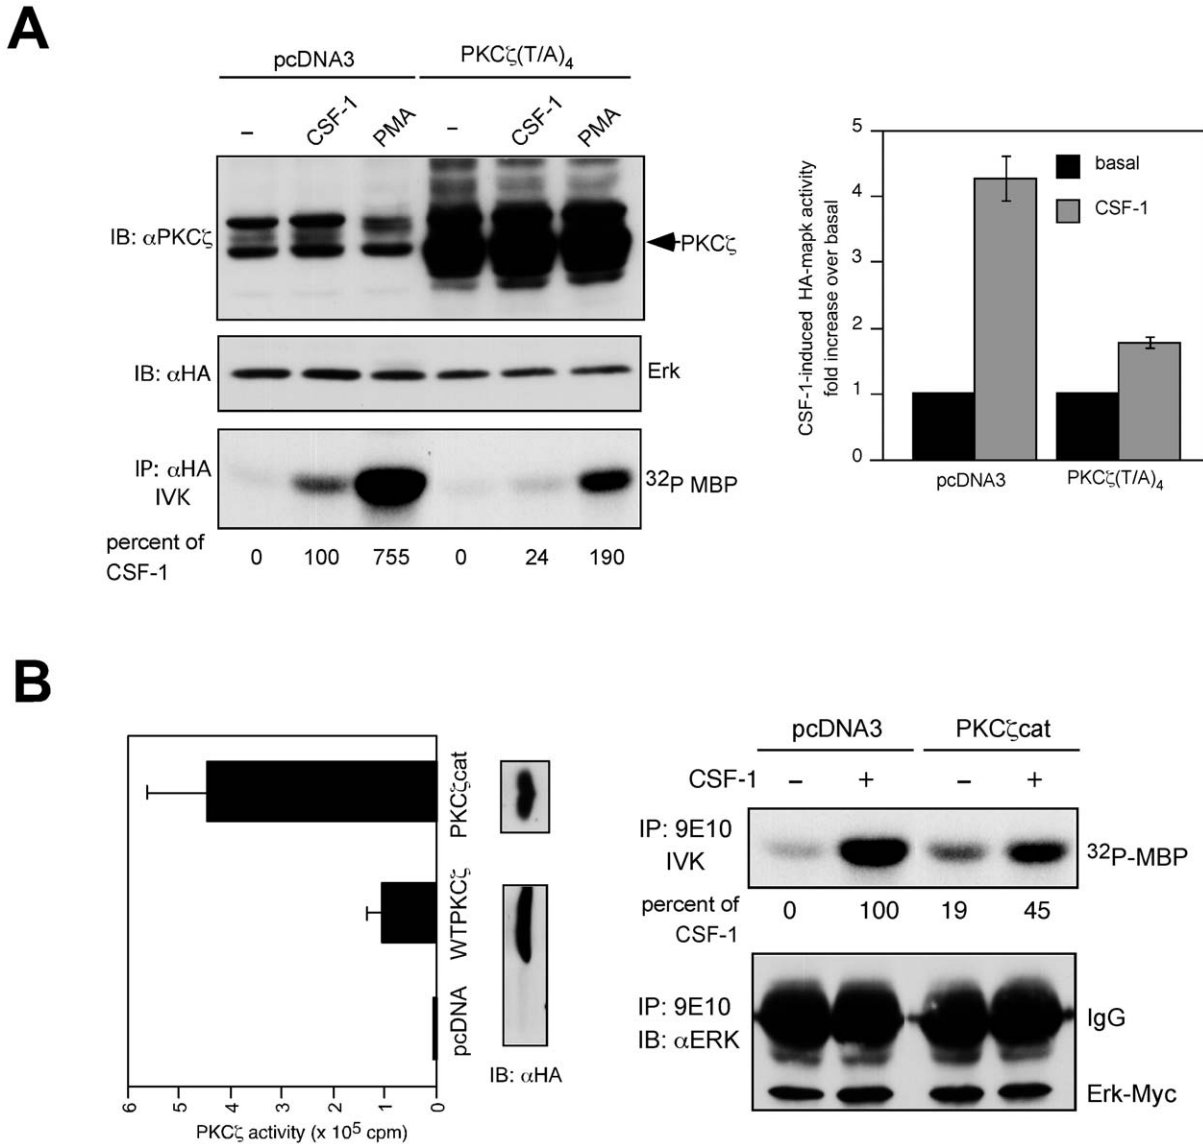 A
pcDNA3
PKCζ(T/A)4
–
CSF-1
PMA
–
CSF-1
PMA
IB: αPKCζ
PKCζ
IB: αHA
Erk
IP: αHA
IVK
32P MBP
percent of
CSF-1
0
100
755
0
24
190
CSF-1-induced HA-mapk activity
fold increase over basal
5
4
3
2
1
0
basal
CSF-1
pcDNA3
PKCζ(T/A)4
B
PKCζcat
WTPKCζ
pcDNA
IB: αHA
6
5
4
3
2
1
0
PKCζ activity (x 105 cpm)
pcDNA3
PKCζcat
CSF-1
–
+
–
+
IP: 9E10
IVK
32P-MBP
percent of
CSF-1
0
100
19
45
IP: 9E10
IB: αERK
IgG
Erk-Myc